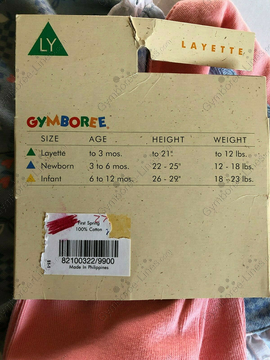 LY
LAYETTE
GYMBOREE
SIZE AGE HEIGHT WEIGHT
Layette to 3 mos. to 21" to 12 lbs.
Newborn 3 to 6 mos. 22 - 25" 12 - 18 lbs.
Infant 6 to 12 mos. 26 - 29" 18 - 23 lbs.
Spring
100% Cotton
82100322/9900
Made in Philippines